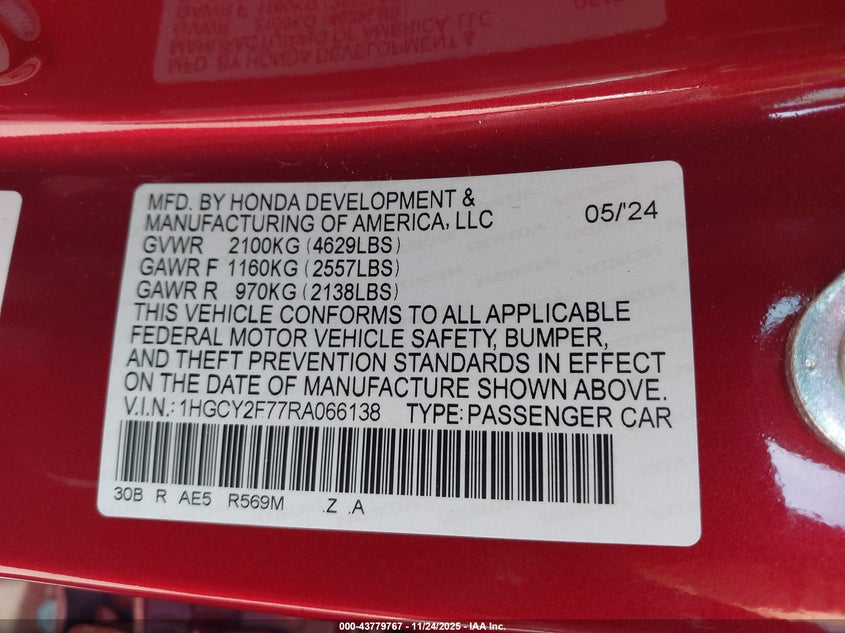 MFD. BY HONDA DEVELOPMENT &
MANUFACTURING OF AMERICA, LLC 05/'24
GVWR 2100KG (4629LBS)
GAWR F 1160KG (2557LBS)
GAWR R 970KG (2138LBS)
THIS VEHICLE CONFORMS TO ALL APPLICABLE
FEDERAL MOTOR VEHICLE SAFETY, BUMPER,
AND THEFT PREVENTION STANDARDS IN EFFECT
ON THE DATE OF MANUFACTURE SHOWN ABOVE.
V.I.N.: 1HGCY2F77RA066138 TYPE: PASSENGER CAR
30B R AE5 R569M .Z .A
000-43779767 - 11/24/2025 - IAA Inc.